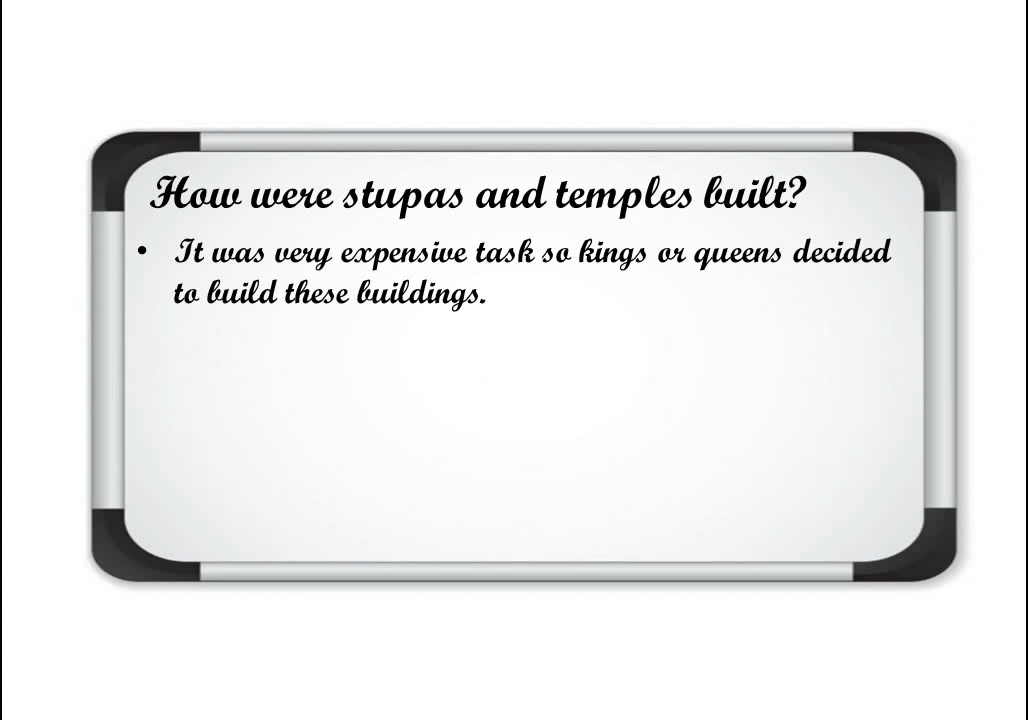 How were stupas and temples built?
• It was very expensive task so kings or queens decided
to build these buildings.